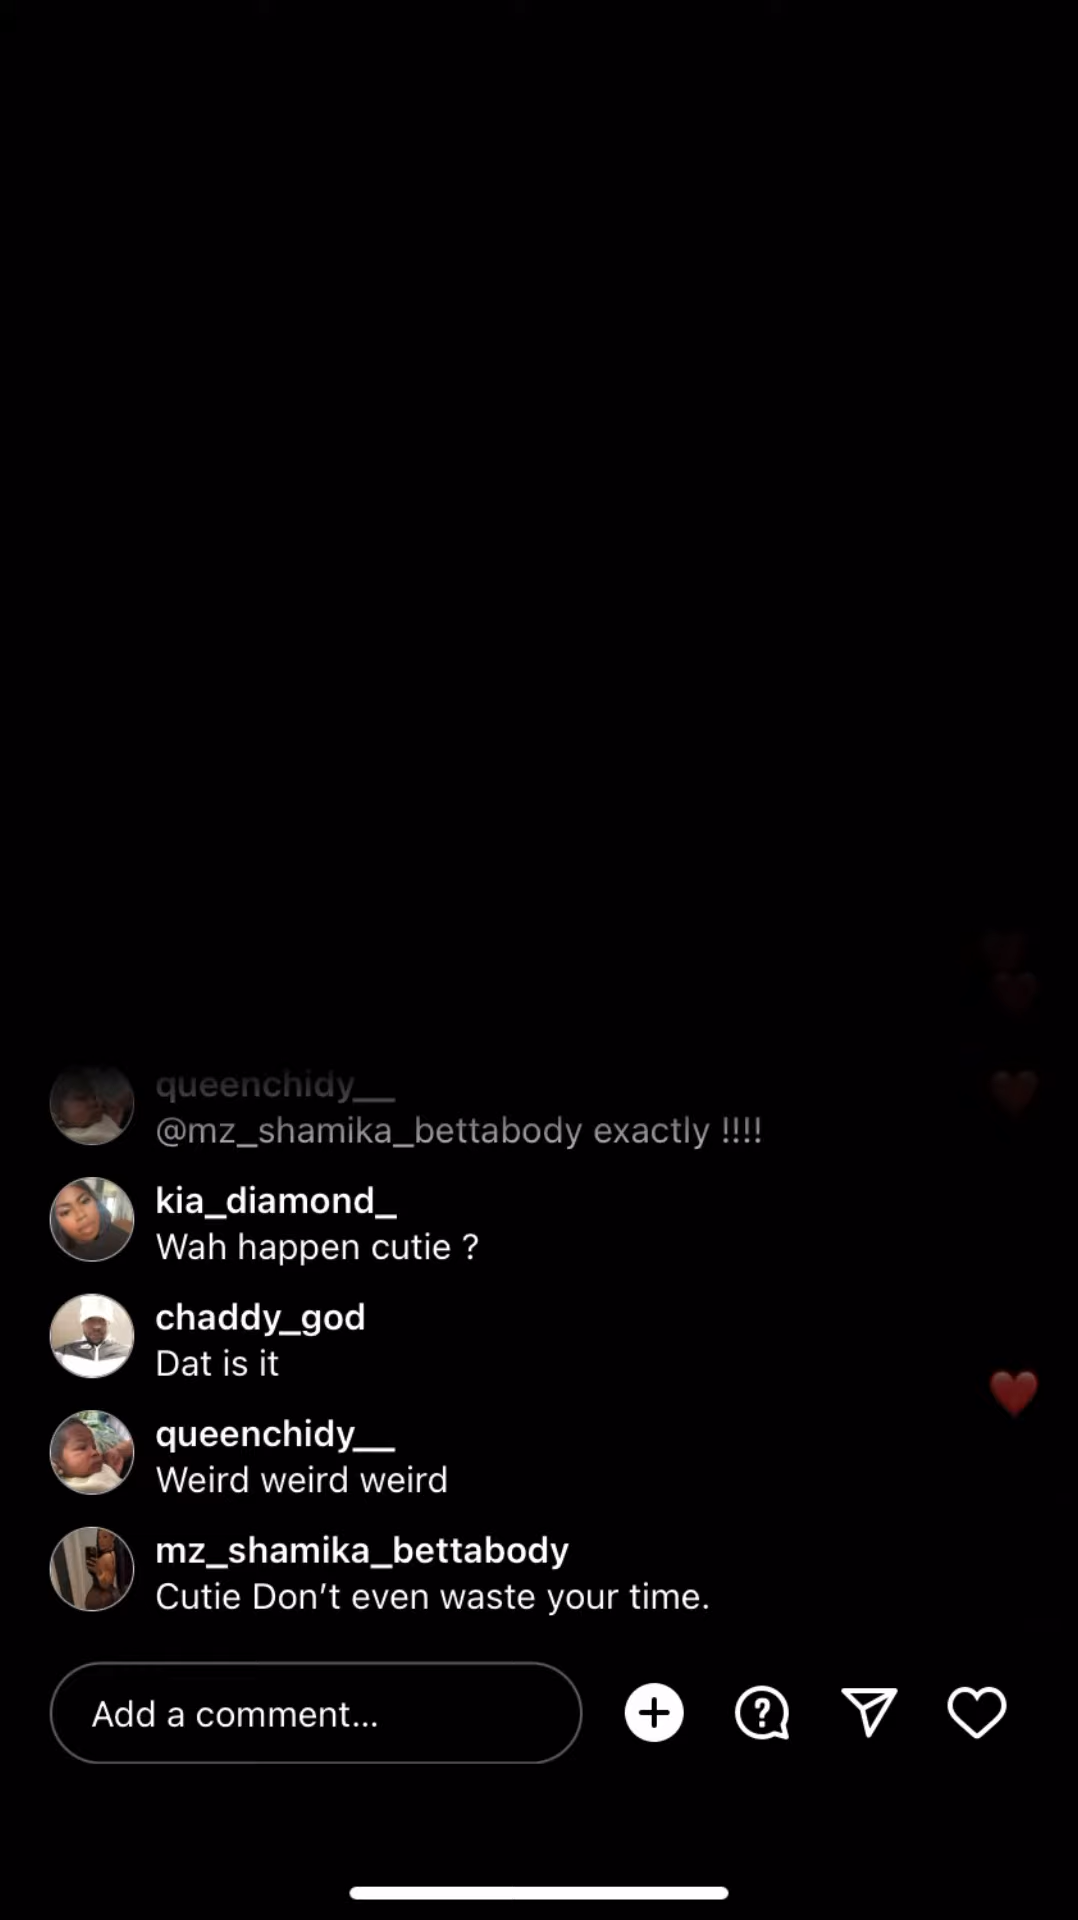 queenchidy__
@mz_shamika_bettabody exactly !!!!
kia_diamond_
Wah happen cutie ?
chaddy_god
Dat is it
queenchidy__
Weird weird weird
mz_shamika_bettabody
Cutie Don’t even waste your time.
Add a comment...